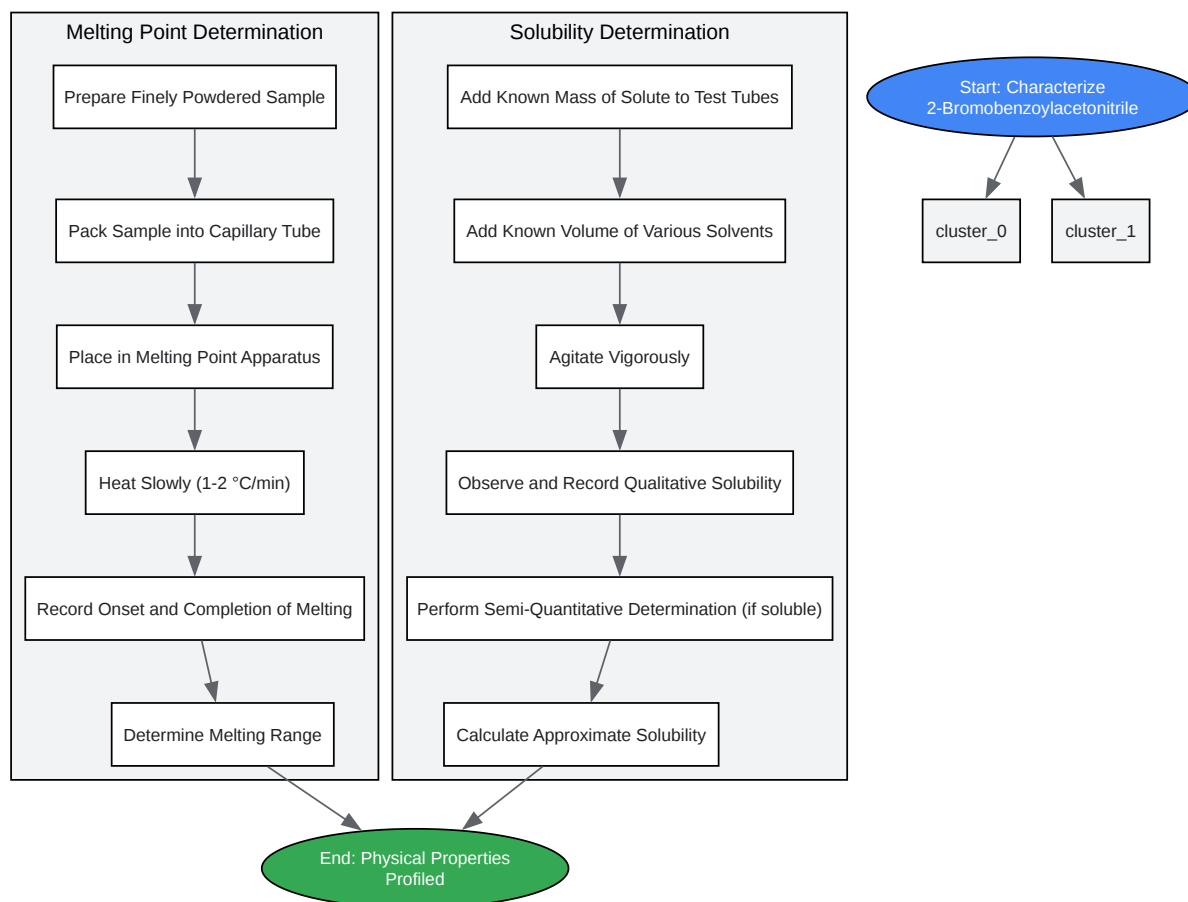 Melting Point Determination
Prepare Finely Powdered Sample
Pack Sample into Capillary Tube
Place in Melting Point Apparatus
Heat Slowly (1-2 °C/min)
Record Onset and Completion of Melting
Determine Melting Range
Solubility Determination
Add Known Mass of Solute to Test Tubes
Add Known Volume of Various Solvents
Agitate Vigorously
Observe and Record Qualitative Solubility
Perform Semi-Quantitative Determination (if soluble)
Calculate Approximate Solubility
End: Physical Properties
Profiled
Start: Characterize
2-Bromobenzoylacetonitrile
cluster_0
cluster_1